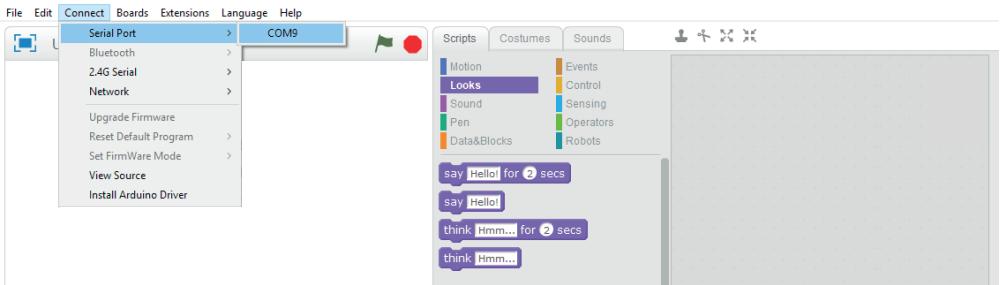 File Edit Connect Boards Extensions Language Help
Serial Port > COM9
Bluetooth >
2.4G Serial >
Network >
Upgrade Firmware
Reset Default Program >
Set FirmWare Mode >
View Source
Install Arduino Driver
Scripts Costumes Sounds
Motion Events
Looks Control
Sound Sensing
Pen Operators
Data&Blocks Robots
say Hello! for 2 secs
say Hello!
think Hmm... for 2 secs
think Hmm...